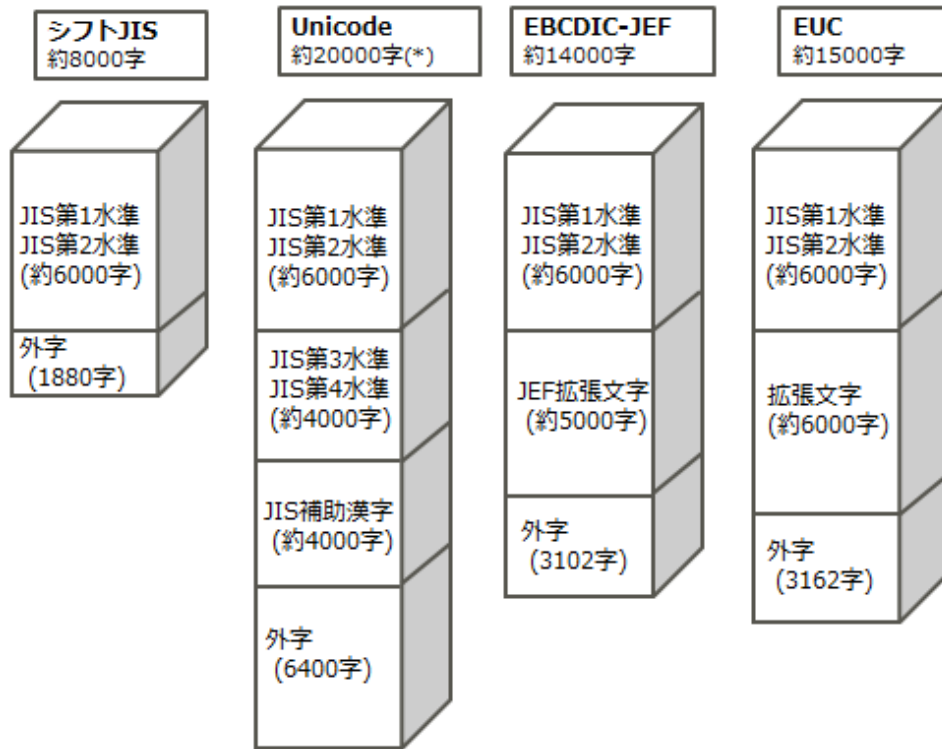 シフトJIS
約8000字
JIS第1水準
JIS第2水準
(約6000字)
外字
(1880字)
Unicode
約20000字(*)
JIS第1水準
JIS第2水準
(約6000字)
JIS第3水準
JIS第4水準
(約4000字)
JIS補助漢字
(約4000字)
外字
(6400字)
EBCDIC-JEF
約14000字
JIS第1水準
JIS第2水準
(約6000字)
JEF拡張文字
(約5000字)
外字
(3102字)
EUC
約15000字
JIS第1水準
JIS第2水準
(約6000字)
拡張文字
(約6000字)
外字
(3162字)